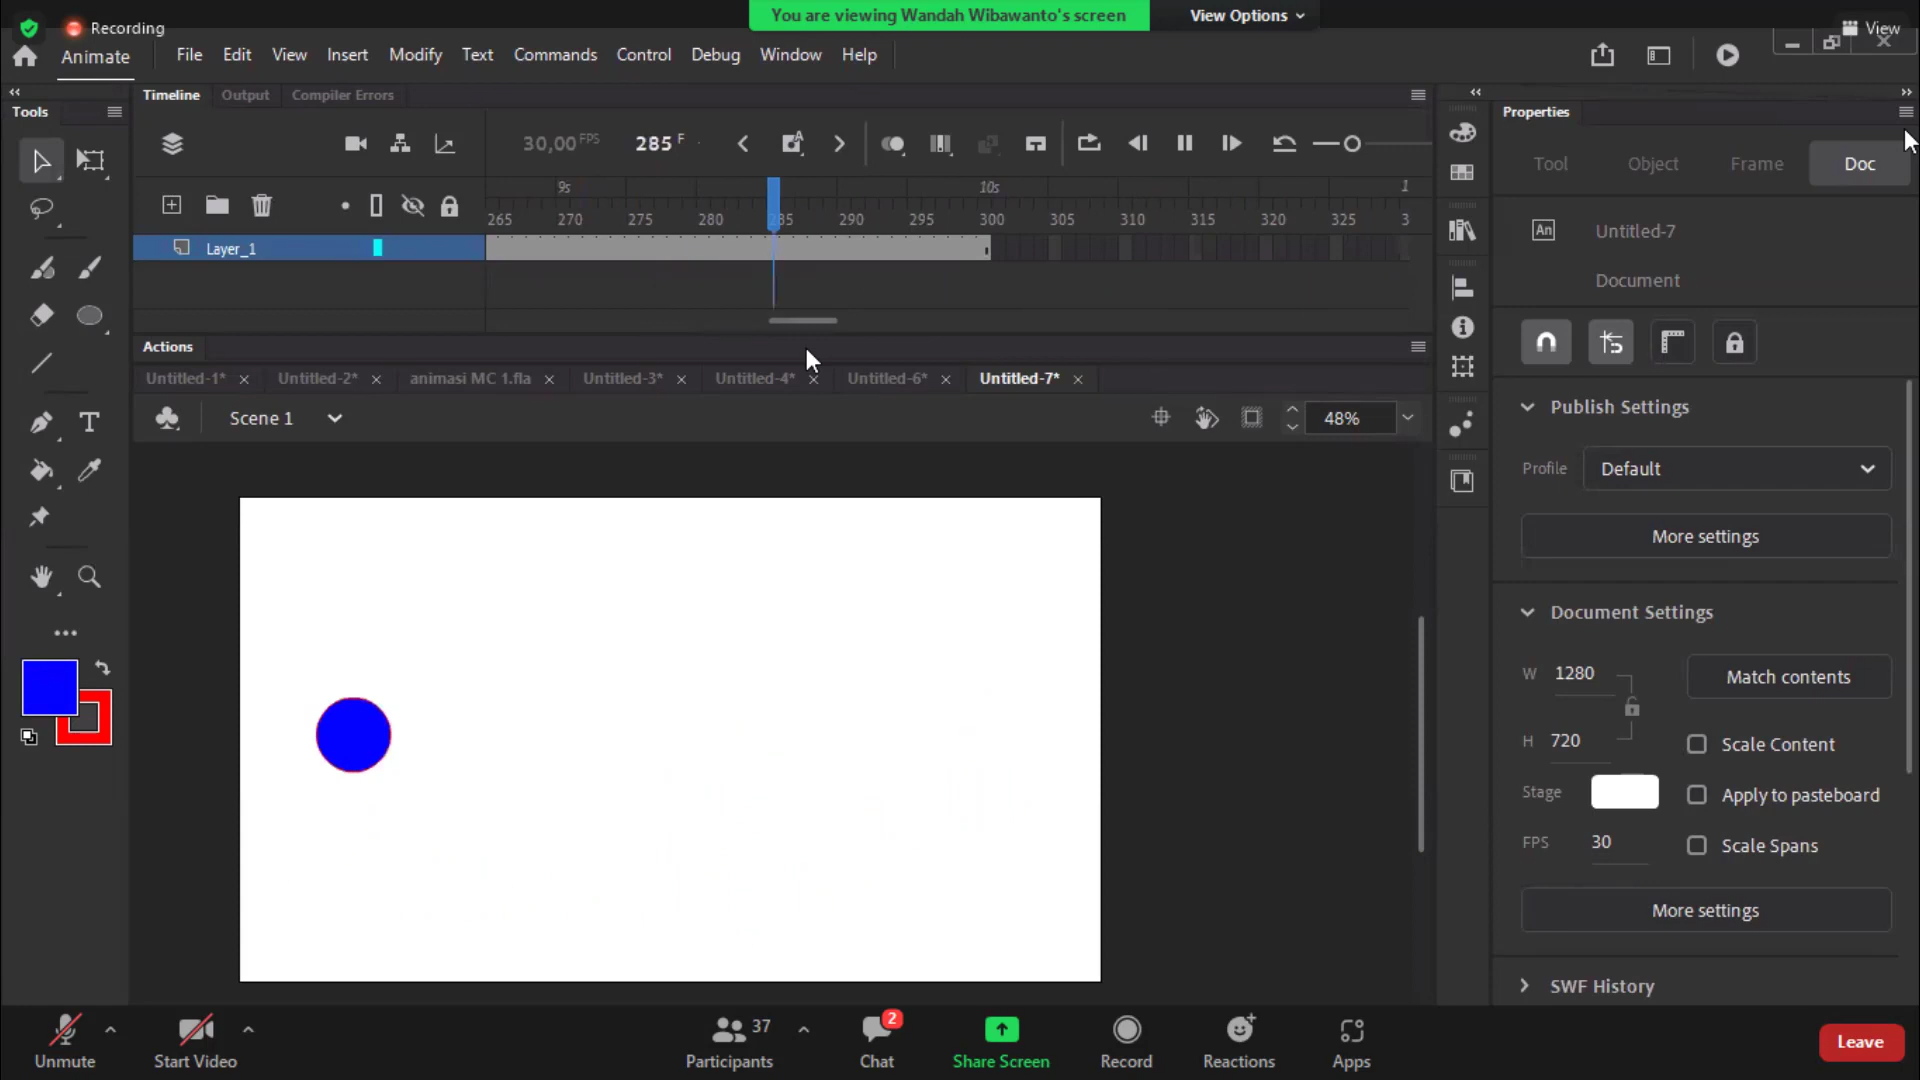 You are viewing Wandah Wibawanto's screen
View Options
Recording
View
Animate
File Edit View Insert Modify Text Commands Control Debug Window Help
Timeline Output Compiler Errors
Tools
Properties
30,00 FPS 285 F
Tool Object Frame Doc
9s 10s 1
265 270 275 280 285 290 295 300 305 310 315 320 325 3
Layer_1
An Untitled-7
Document
Actions
Untitled-1* Untitled-2* animasi MC 1.fla Untitled-3* Untitled-4* Untitled-6* Untitled-7*
Scene 1
48%
Publish Settings
Profile Default
More settings
Document Settings
W 1280
Match contents
H 720
Scale Content
Stage
Apply to pasteboard
FPS 30
Scale Spans
More settings
SWF History
37
2
Unmute Start Video Participants Chat Share Screen Record Reactions Apps
Leave